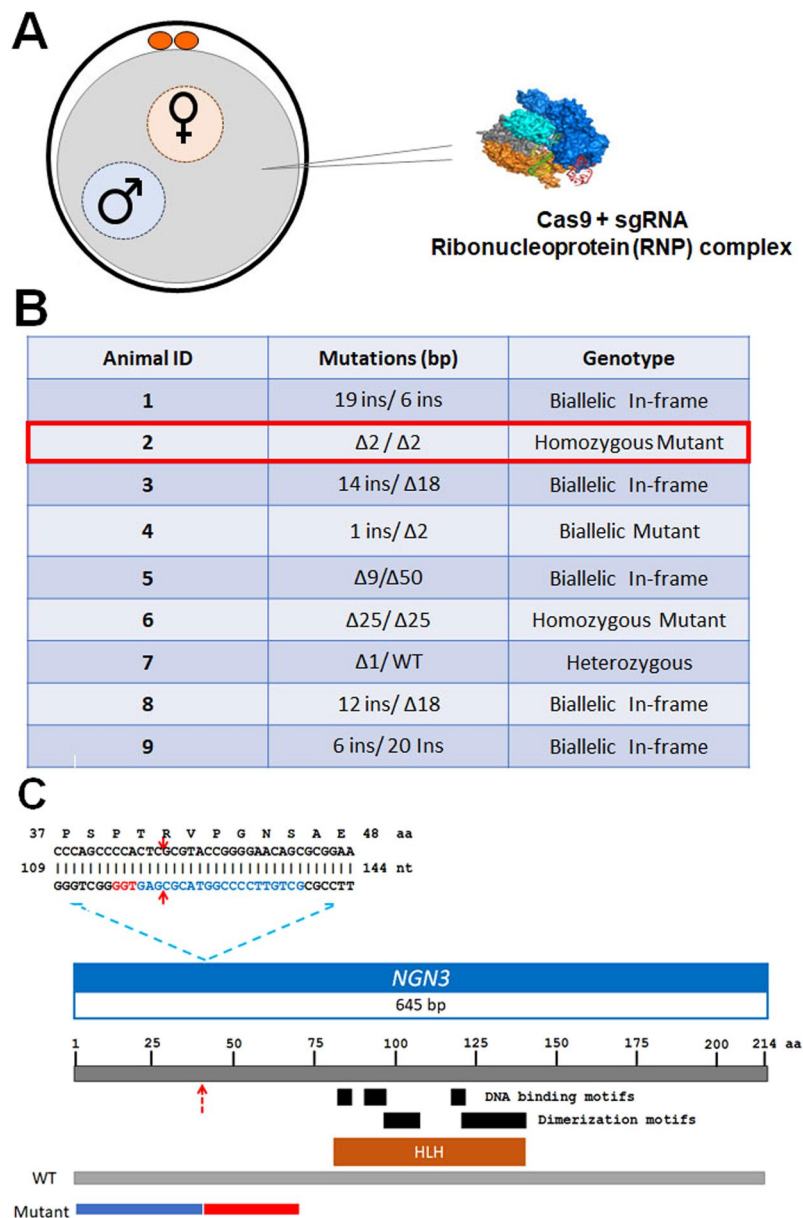 A
Cas9 + sgRNA
Ribonucleoprotein (RNP) complex
B
Animal ID Mutations (bp) Genotype
1 19 ins/ 6 ins Biallelic In-frame
2 Δ2 / Δ2 Homozygous Mutant
3 14 ins/ Δ18 Biallelic In-frame
4 1 ins/ Δ2 Biallelic Mutant
5 Δ9/Δ50 Biallelic In-frame
6 Δ25/ Δ25 Homozygous Mutant
7 Δ1/ WT Heterozygous
8 12 ins/ Δ18 Biallelic In-frame
9 6 ins/ 20 Ins Biallelic In-frame
C
37 P S P T R V P G N S A E 48 aa
CCCAGCCCCACTCGCGTACCGGGGAACAGCGCGGAA
109 |||||||||||||||||||||||||||||||||||| 144 nt
GGGTCGGGGTGAGCGCATGGCCCCTTGTCGCGCCTT
NGN3
645 bp
1 25 50 75 100 125 150 175 200 214 aa
DNA binding motifs
Dimerization motifs
HLH
WT
Mutant